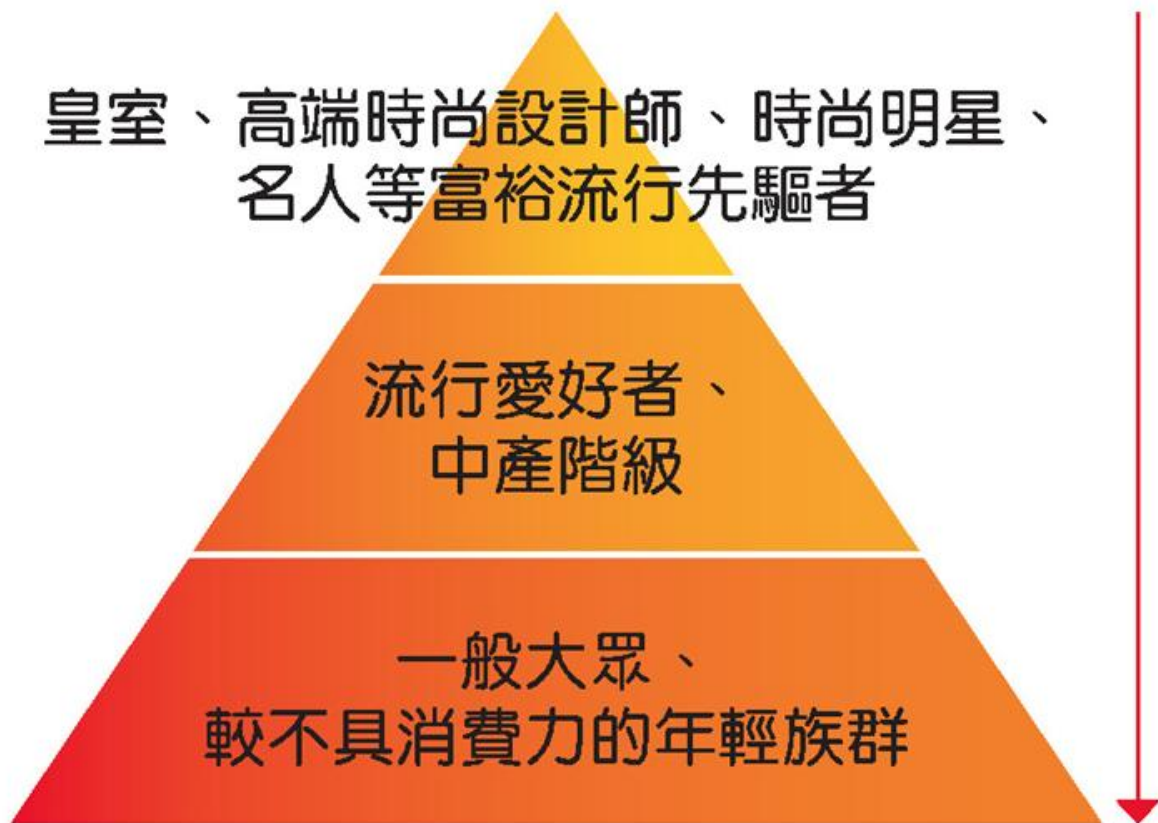 皇室、高端時尚設計師、時尚明星、
名人等富裕流行先驅者
流行愛好者、
中產階級
一般大眾、
較不具消費力的年輕族群